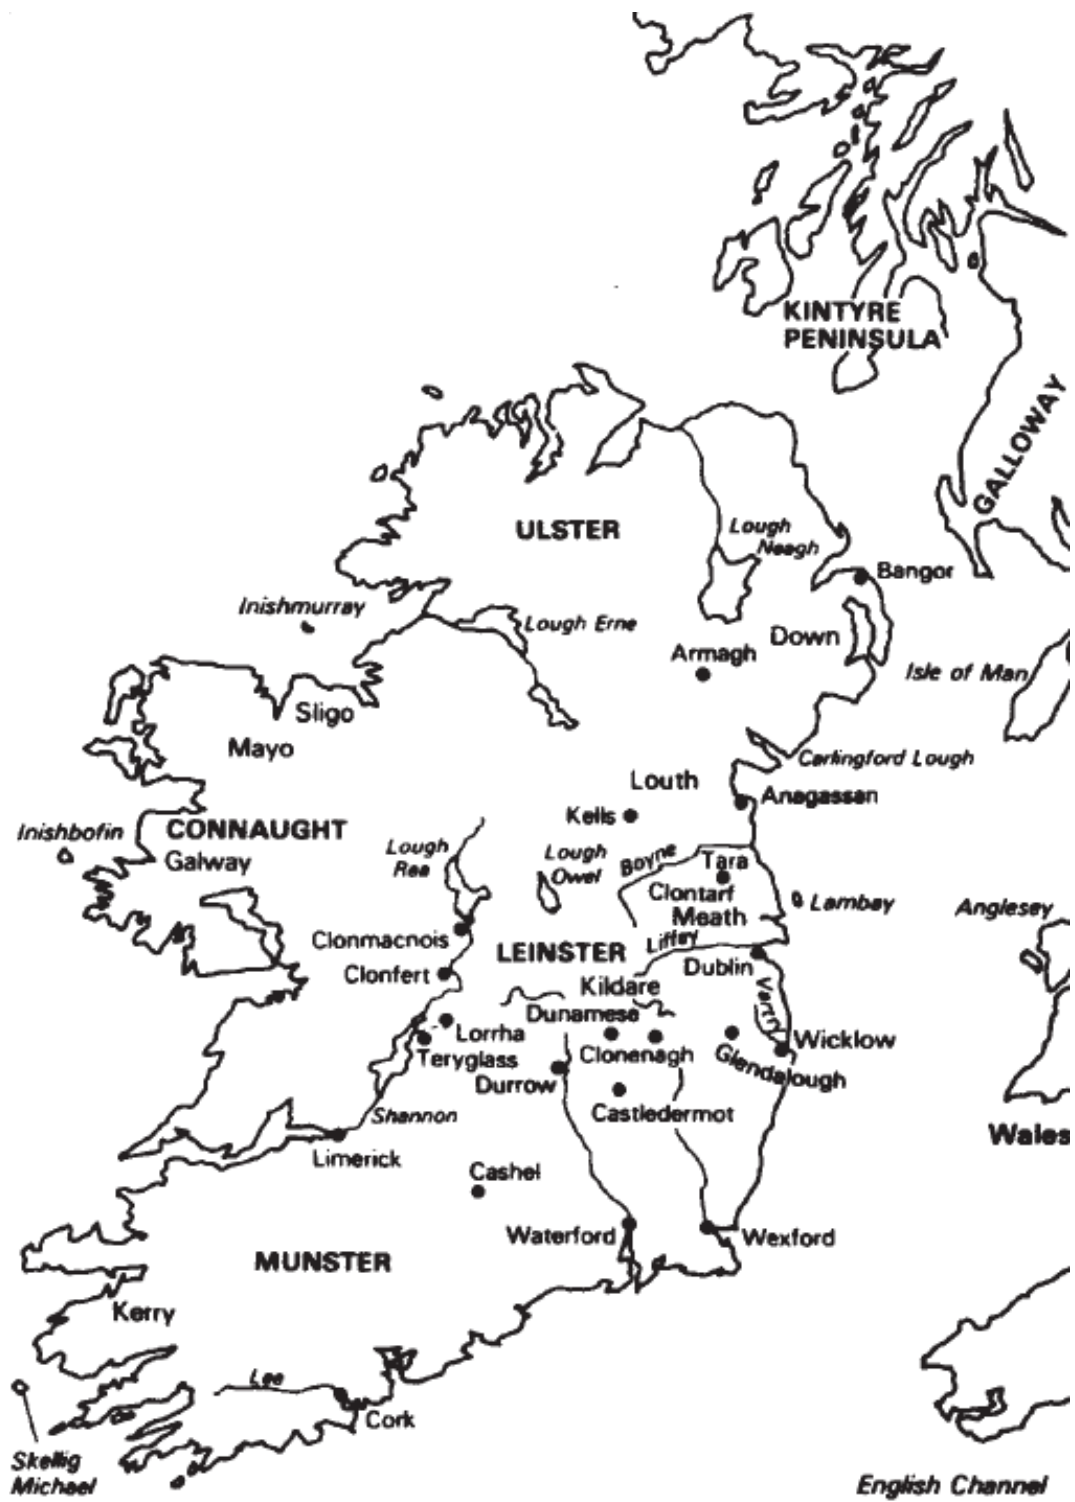 KINTYRE
PENINSULA
GALLOWAY
ULSTER
Lough
Neagh
Bangor
Inishmurray
Lough Erne
Down
Armagh
Isle of Man
Sligo
Mayo
Carlingford Lough
Louth
Anagassan
Kells
Inishbofin
CONNAUGHT
Galway
Lough
Rea
Lough
Owel
Boyne
Tara
Clontarf
Meath
Lambay
Anglesey
Clonmacnois
LEINSTER
Liffey
Clonfert
Dublin
Kildare
Vartry
Dunamese
Lorrha
Teryglass
Clonenagh
Wicklow
Glendalough
Durrow
Castledermot
Shannon
Limerick
Wales
Cashel
Waterford
Wexford
MUNSTER
Kerry
Lee
Cork
Skellig
Michael
English Channel